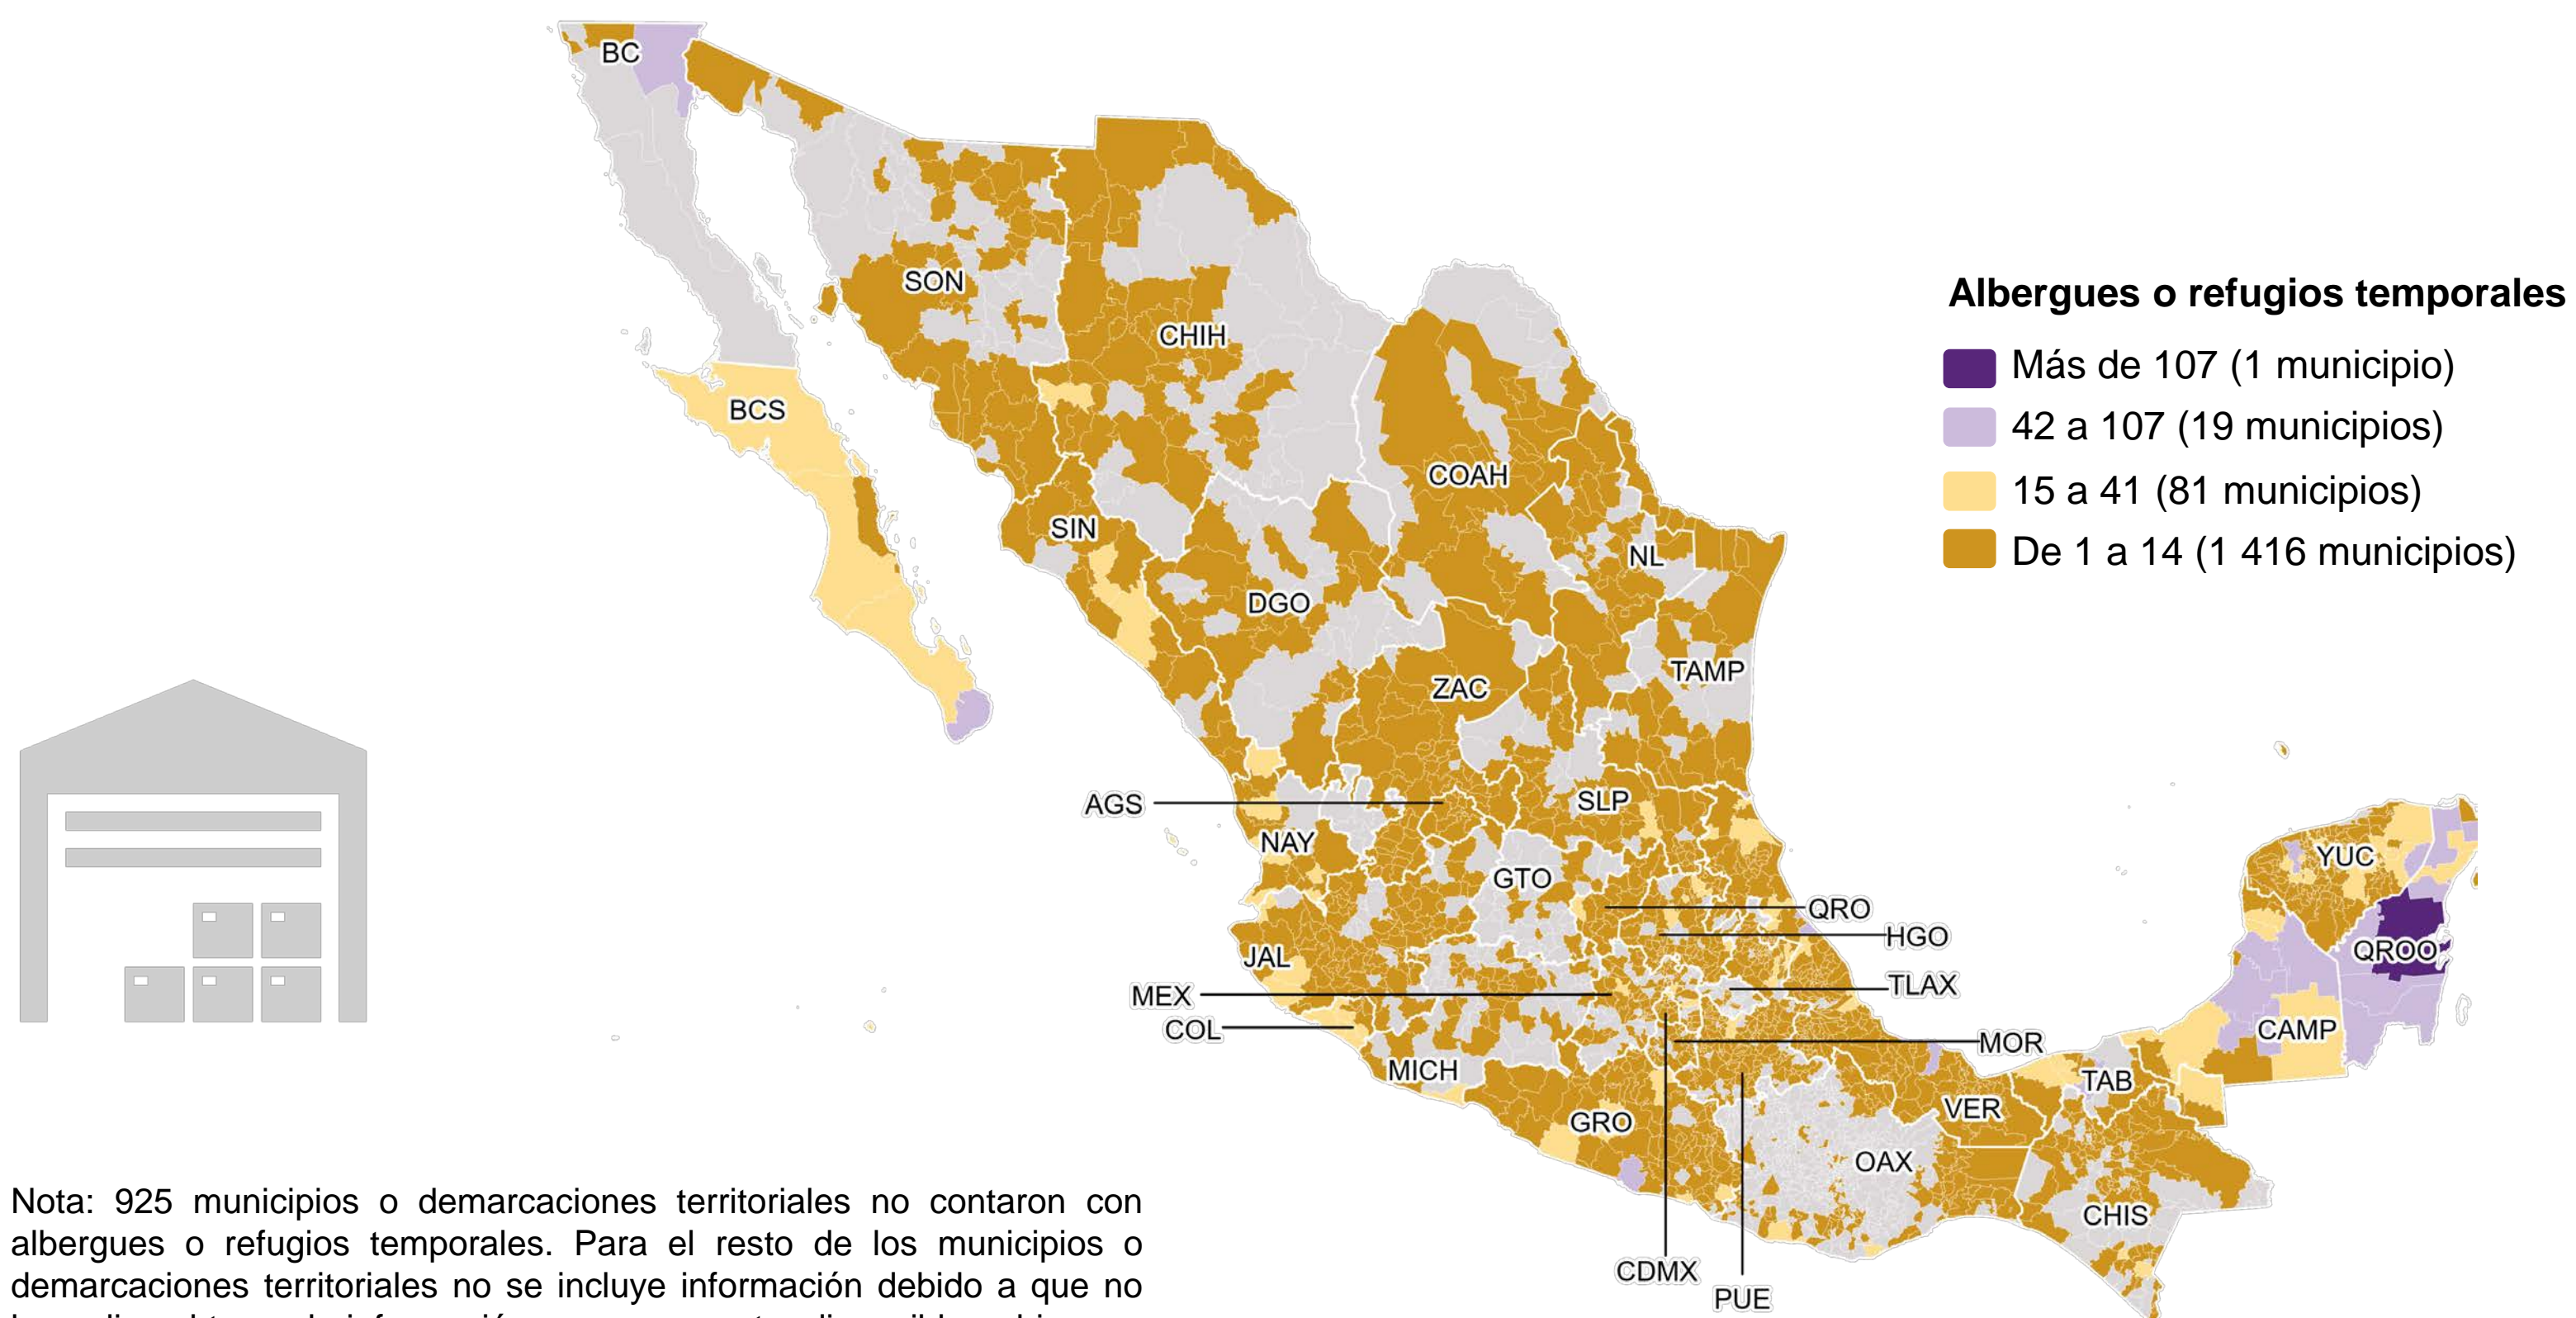 BC
SON
CHIH
BCS
COAH
SIN
NL
DGO
TAMP
ZAC
AGS
SLP
NAY
GTO
YUC
QRO
HGO
QROO
JAL
TLAX
MEX
COL
CAMP
MOR
MICH
TAB
VER
GRO
OAX
CHIS
CDMX
PUE
Albergues o refugios temporales
Más de 107 (1 municipio)
42 a 107 (19 municipios)
15 a 41 (81 municipios)
De 1 a 14 (1 416 municipios)
Nota: 925 municipios o demarcaciones territoriales no contaron con
albergues o refugios temporales. Para el resto de los municipios o
demarcaciones territoriales no se incluye información debido a que no